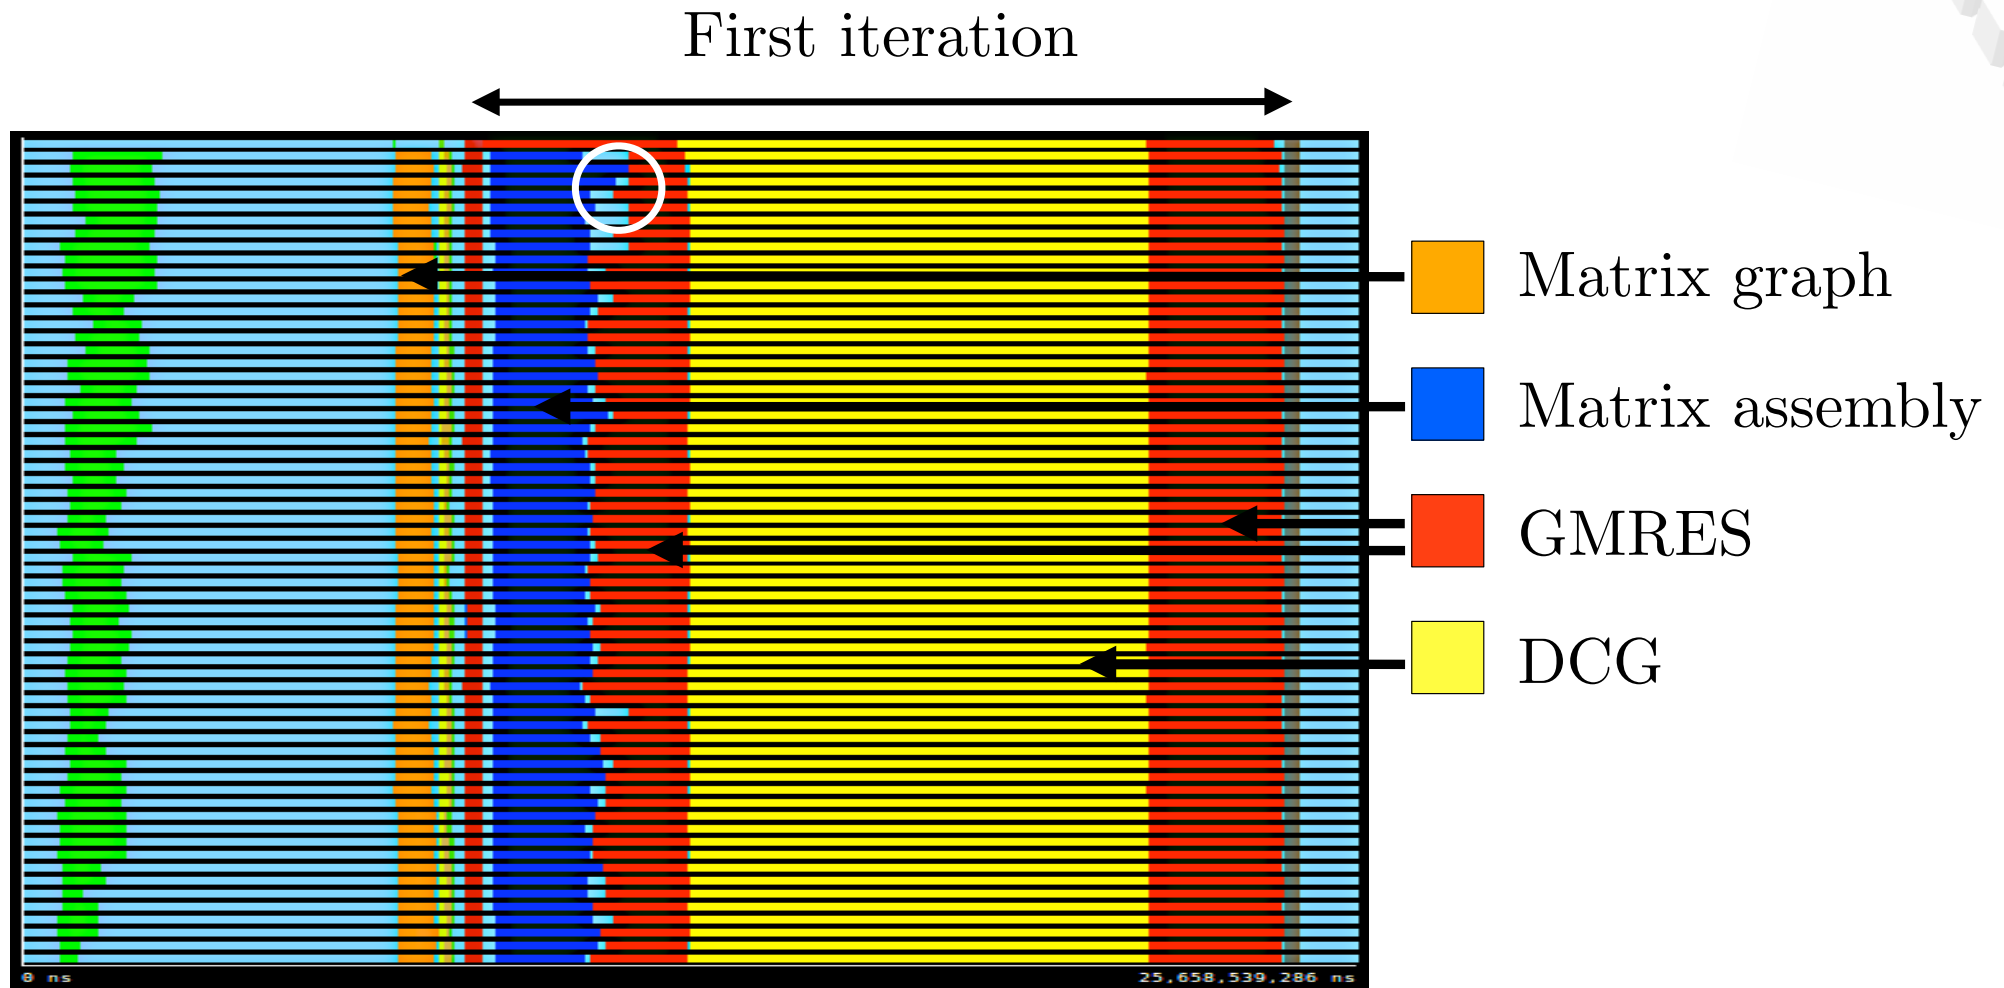 First iteration
Matrix graph
Matrix assembly
GMRES
DCG
0 ns
25,658,539,286 ns